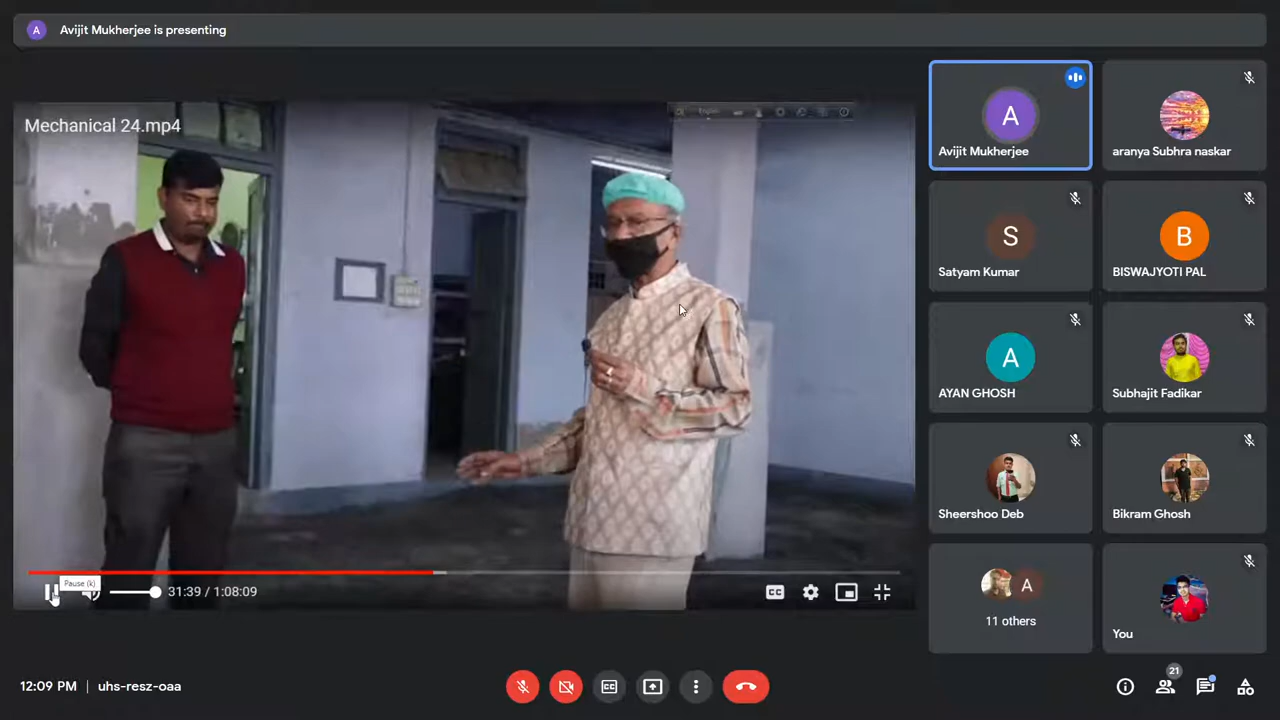 A
Avijit Mukherjee is presenting
Mechanical 24.mp4
Pause (k)
31:39 / 1:08:09
CC
A
Avijit Mukherjee
aranya Subhra naskar
S
Satyam Kumar
B
BISWAJYOTI PAL
A
AYAN GHOSH
Subhajit Fadikar
Sheershoo Deb
Bikram Ghosh
A
11 others
You
12:09 PM | uhs-resz-oaa
CC
21